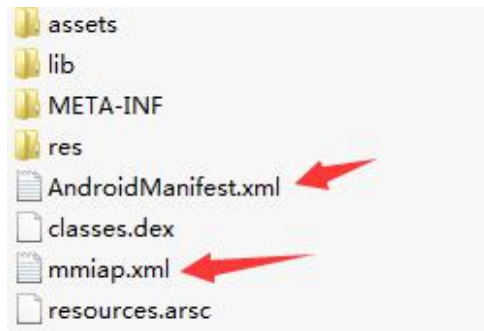 assets
lib
META-INF
res
AndroidManifest.xml
classes.dex
mmiap.xml
resources.arsc